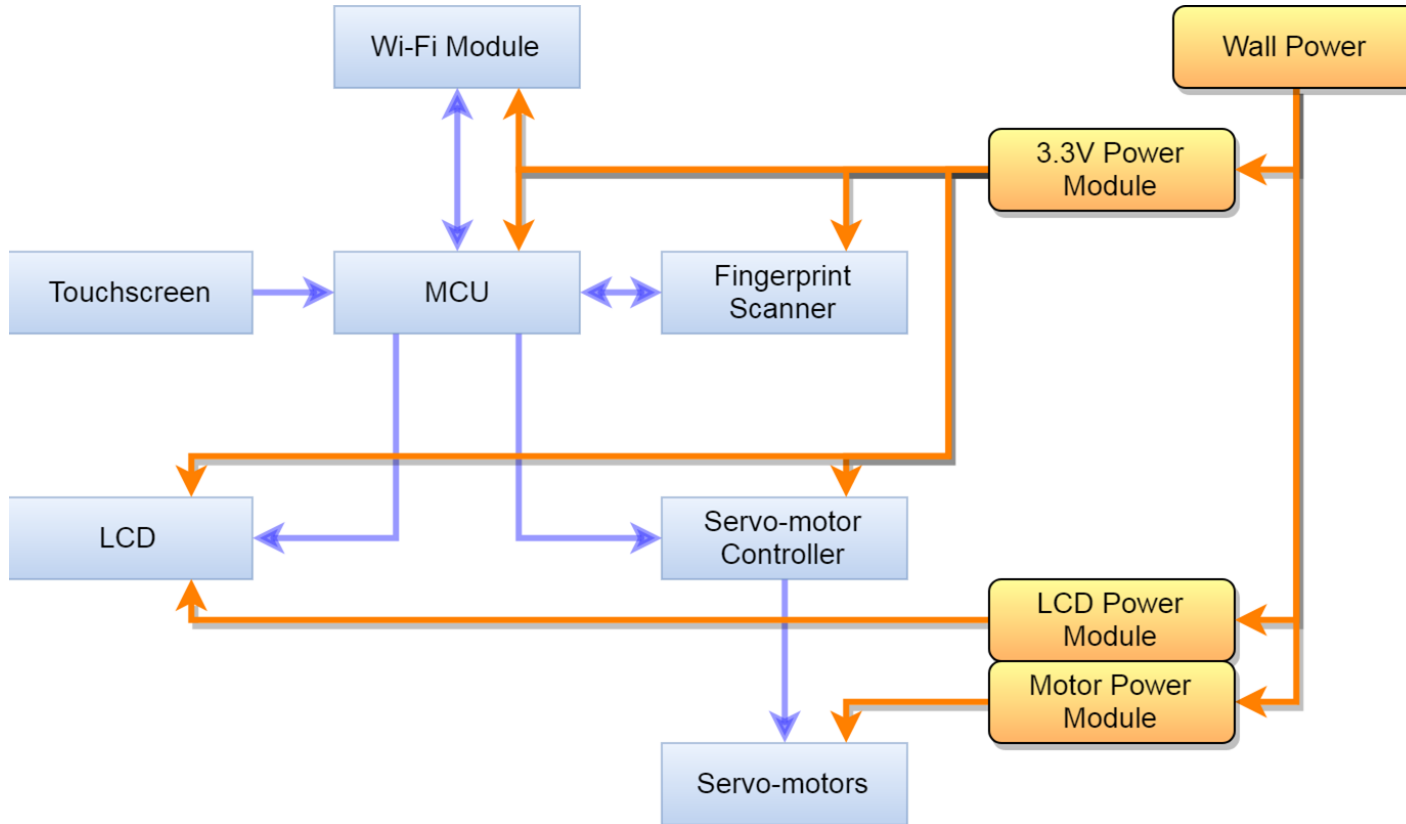 Wi-Fi Module
Wall Power
3.3V Power
Module
Touchscreen
MCU
Fingerprint
Scanner
LCD
Servo-motor
Controller
LCD Power
Module
Motor Power
Module
Servo-motors